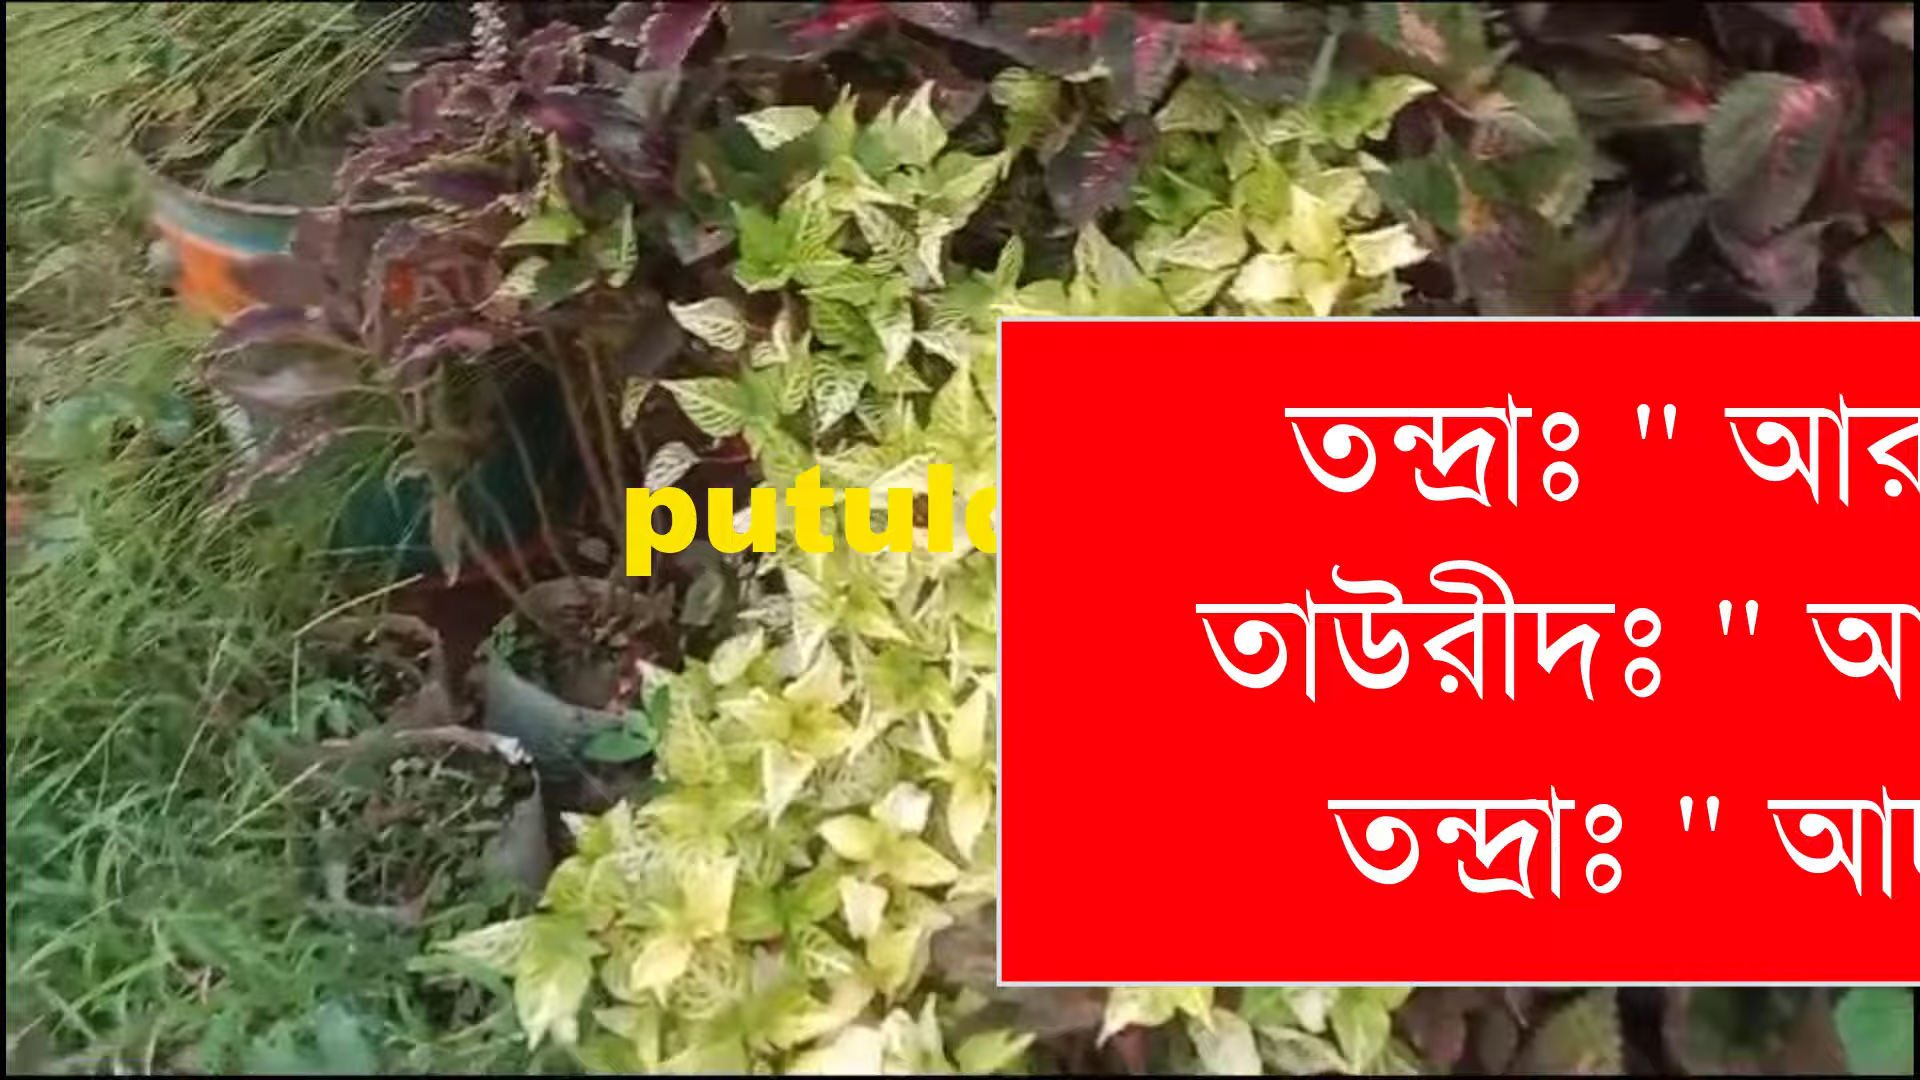 putul
তন্দ্রাঃ " আর
তাউরীদঃ " আ
তন্দ্রাঃ " আ